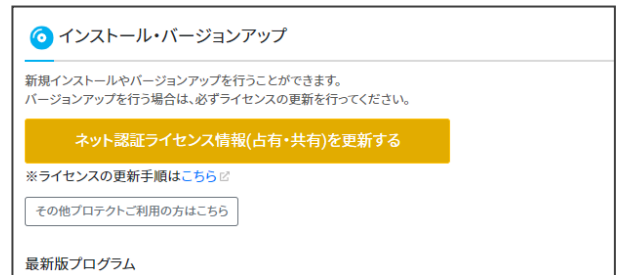 インストール・バージョンアップ
新規インストールやバージョンアップを行うことができます。
バージョンアップを行う場合は、必ずライセンスの更新を行ってください。
ネット認証ライセンス情報(占有・共有)を更新する
※ライセンスの更新手順はこちら
その他プロテクトご利用の方はこちら
最新版プログラム